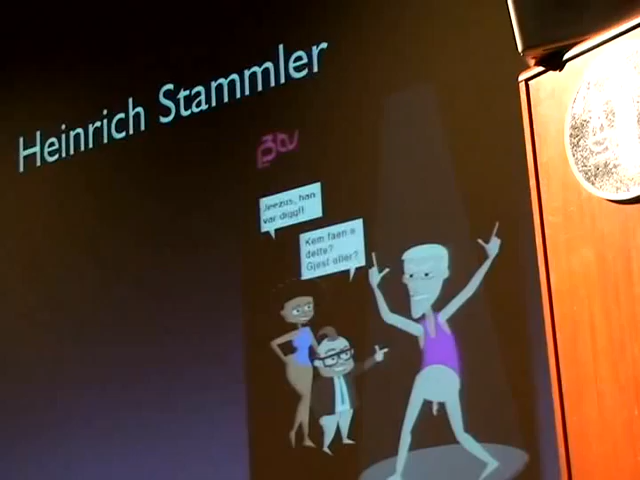 Heinrich Stammler
Jeezus, han
var digg!!
Kem faen e
dette?
Gjest eller?